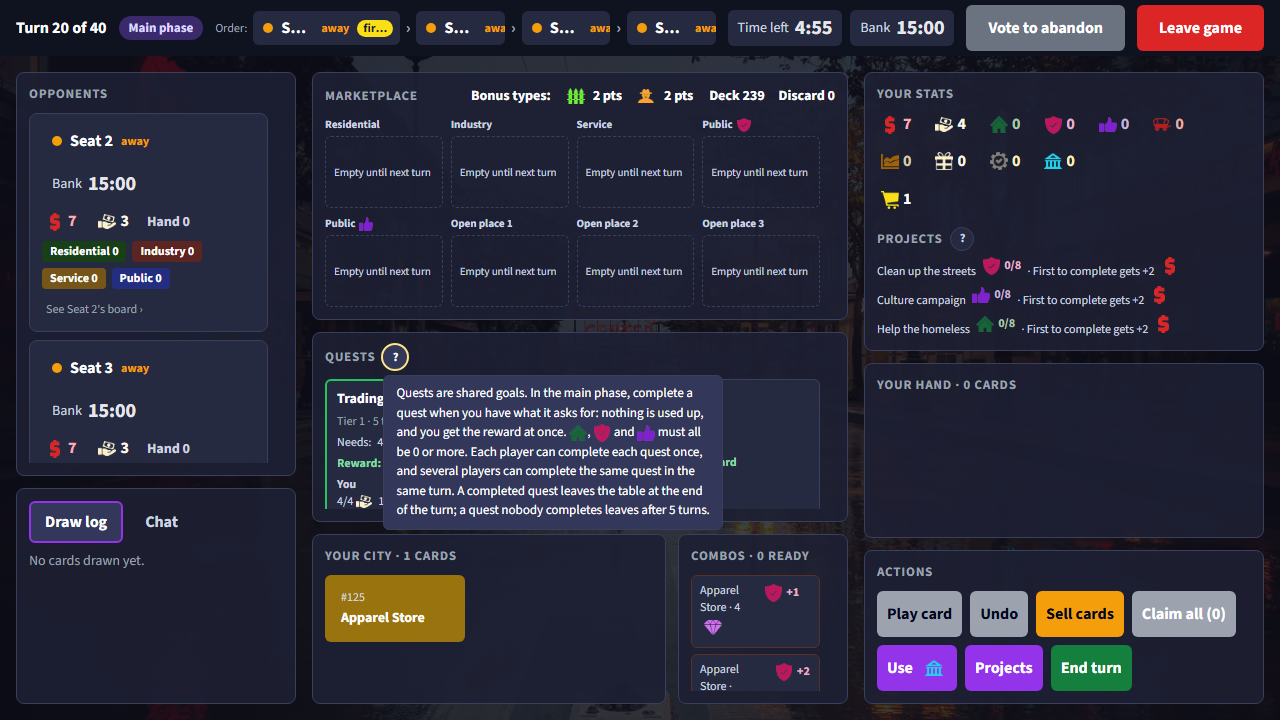 Turn 20 of 40
Main phase
Order:
S... away fir...
S... awa
S... awa
S... awa
Time left 4:55
Bank 15:00
Vote to abandon
Leave game
OPPONENTS
Seat 2 away
Bank 15:00
7 3 Hand 0
Residential 0 Industry 0
Service 0 Public 0
See Seat 2's board ›
Seat 3 away
Bank 15:00
7 3 Hand 0
Draw log Chat
No cards drawn yet.
MARKETPLACE
Bonus types: 2 pts 2 pts Deck 239 Discard 0
Residential Industry Service Public
Empty until next turn Empty until next turn Empty until next turn Empty until next turn
Public Open place 1 Open place 2 Open place 3
Empty until next turn Empty until next turn Empty until next turn Empty until next turn
QUESTS ?
Trading
Tier 1 · 5 t
Needs: 4
Reward:
You
4/4 1
Quests are shared goals. In the main phase, complete a
quest when you have what it asks for: nothing is used up,
and you get the reward at once. , and must all
be 0 or more. Each player can complete each quest once,
and several players can complete the same quest in the
same turn. A completed quest leaves the table at the end
of the turn; a quest nobody completes leaves after 5 turns.
YOUR CITY · 1 CARDS
#125
Apparel Store
COMBOS · 0 READY
Apparel
Store · 4
+1
Apparel
Store ·
+2
YOUR STATS
7 4 0 0 0 0
0 0 0 0
1
PROJECTS ?
Clean up the streets 0/8 · First to complete gets +2
Culture campaign 0/8 · First to complete gets +2
Help the homeless 0/8 · First to complete gets +2
YOUR HAND · 0 CARDS
ACTIONS
Play card Undo Sell cards Claim all (0)
Use Projects End turn